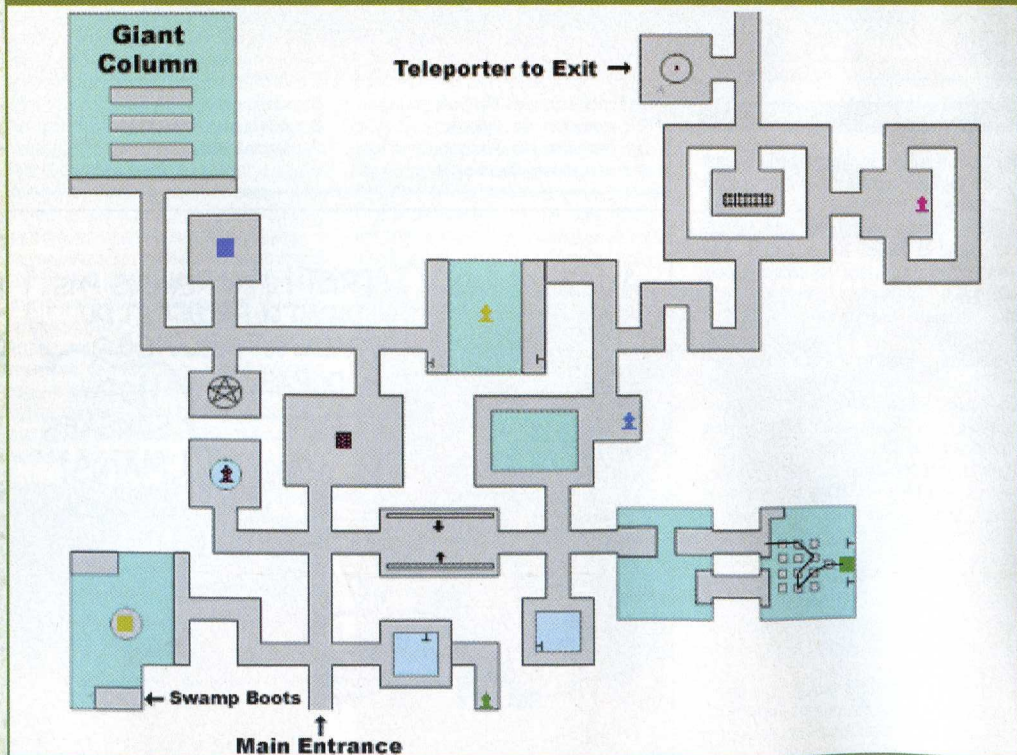 Giant
Column
Teleporter to Exit →
← Swamp Boots
↑
Main Entrance